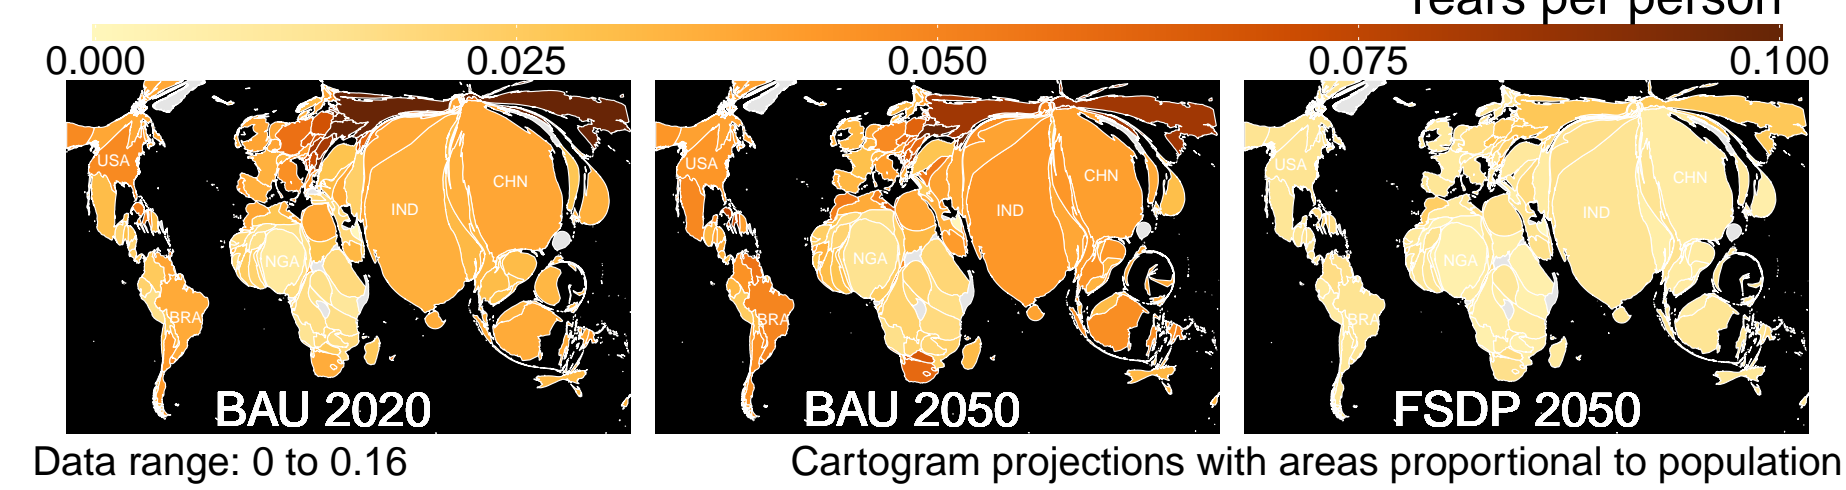 Years per person
0.000 0.025 0.050 0.075 0.100
USA CHN IND NGA BRA
BAU 2020
USA CHN IND NGA BRA
BAU 2050
USA CHN IND NGA BRA
FSDP 2050
Data range: 0 to 0.16
Cartogram projections with areas proportional to population